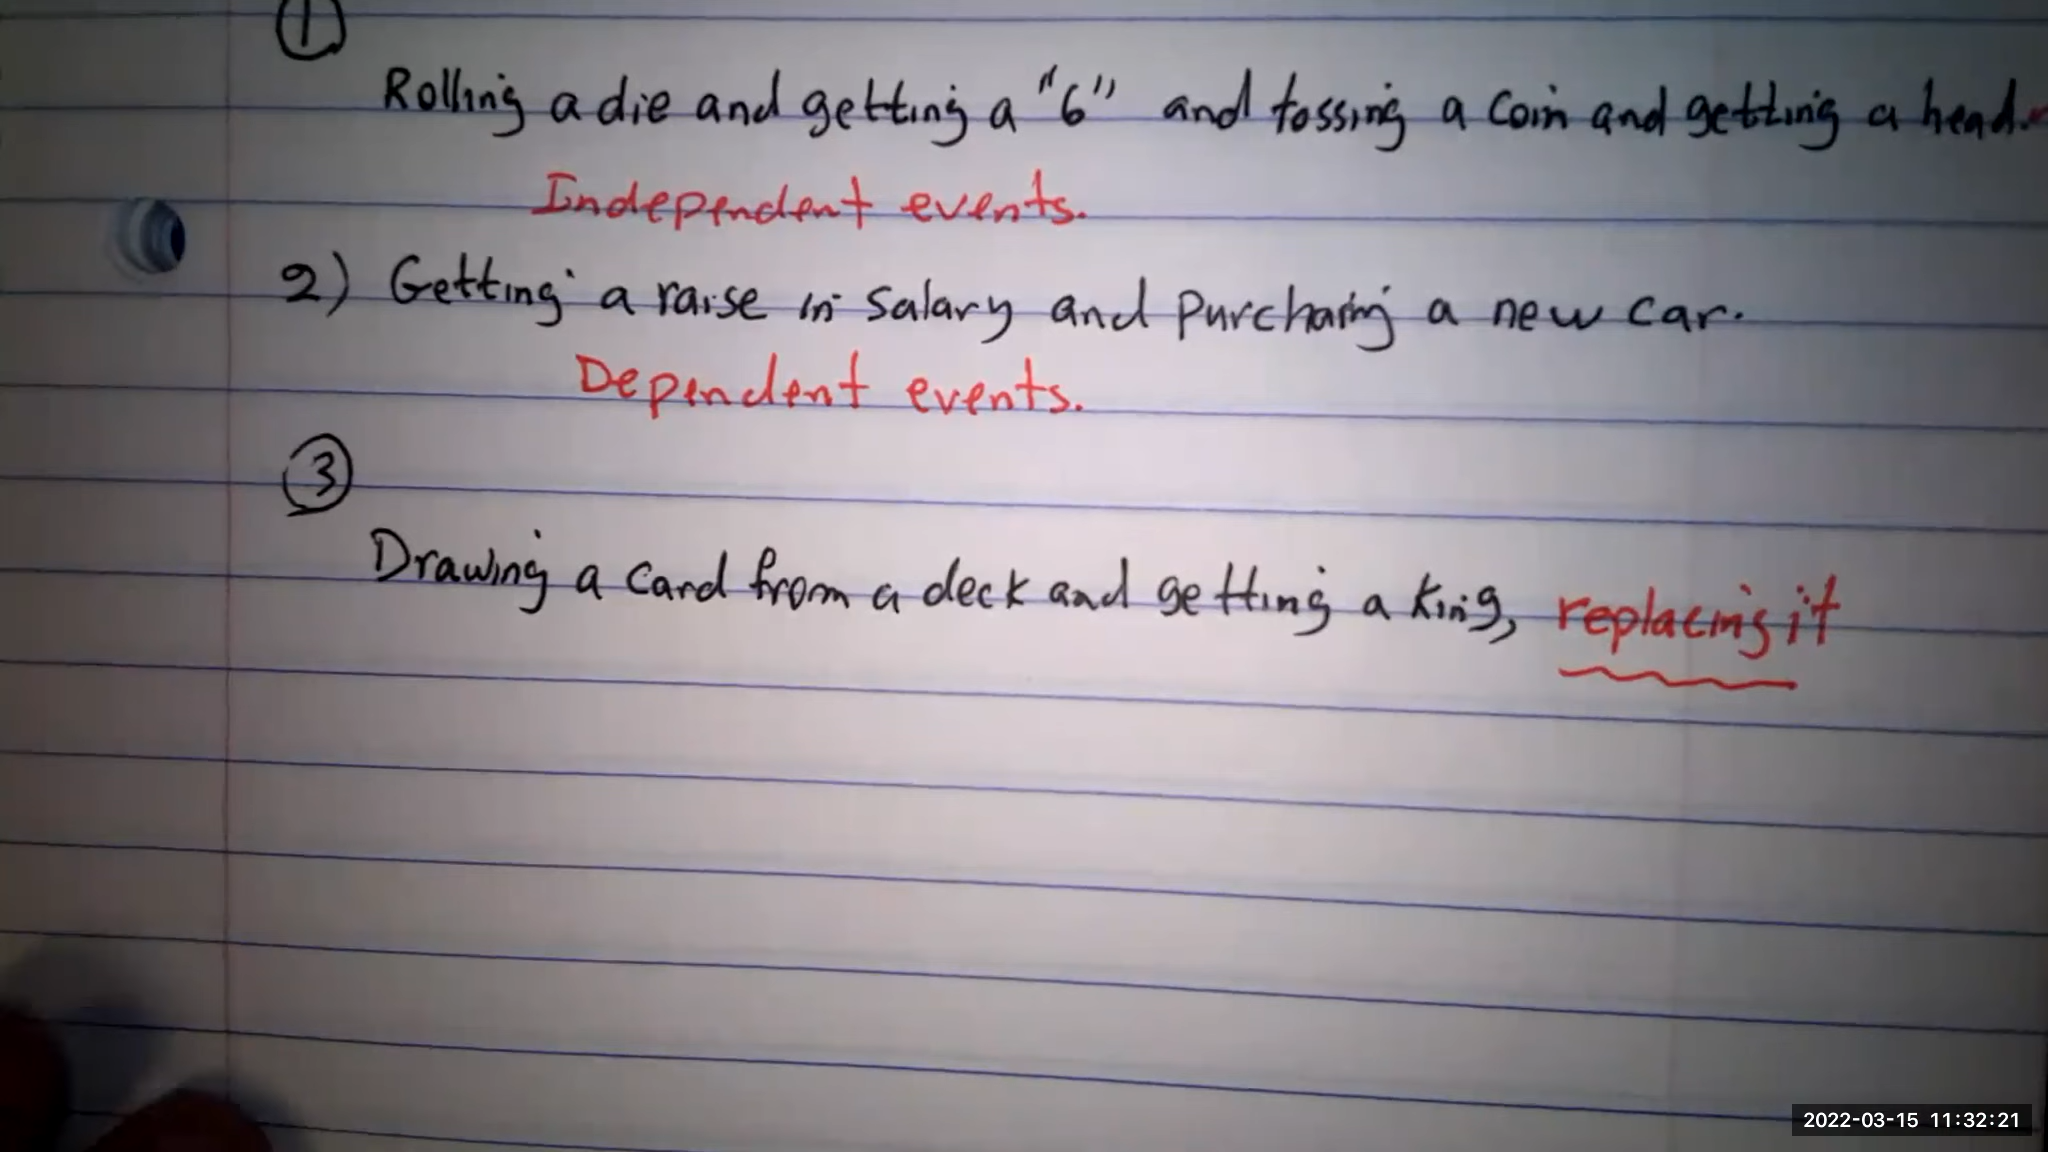 ①
Rolling a die and getting a "6" and tossing a coin and getting a head.
Independent events.
2) Getting a raise in salary and purchasing a new car.
Dependent events.
③
Drawing a card from a deck and getting a king, replacing it
2022-03-15 11:32:21